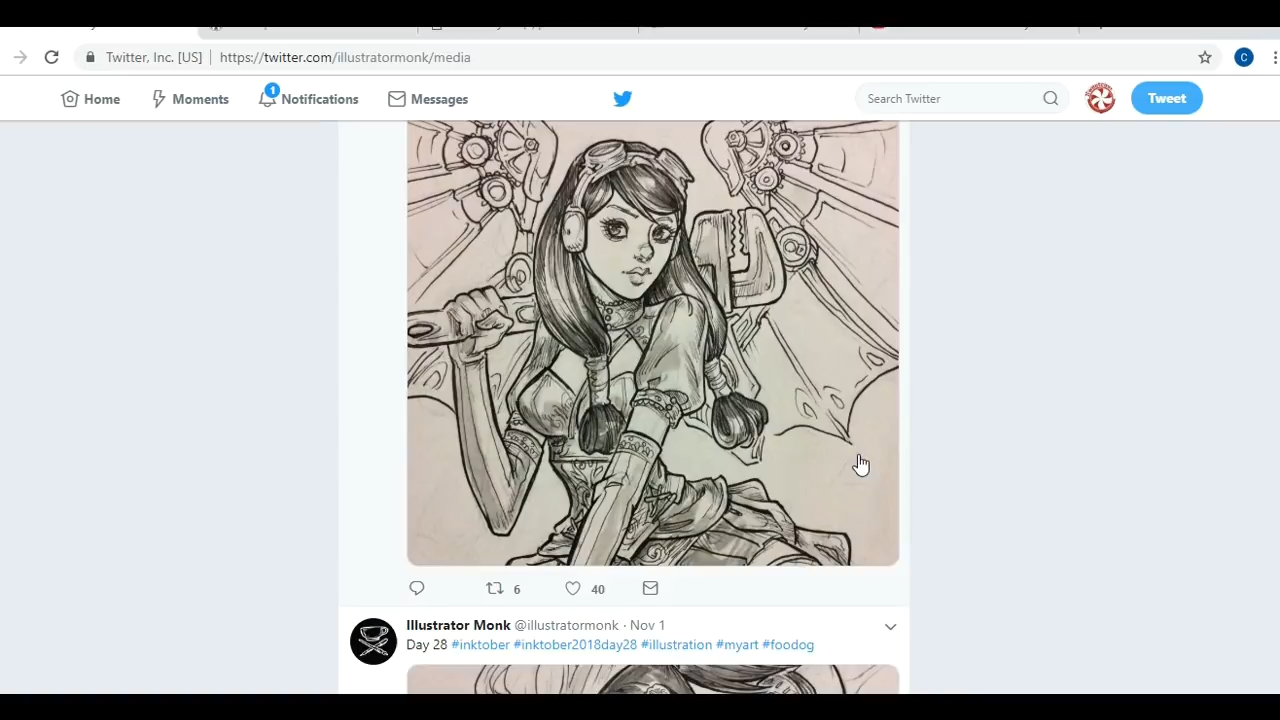 Twitter, Inc. [US] https://twitter.com/illustratormonk/media C
Home Moments 1 Notifications Messages Search Twitter Tweet
6 40
Illustrator Monk @illustratormonk · Nov 1
Day 28 #inktober #inktober2018day28 #illustration #myart #foodog